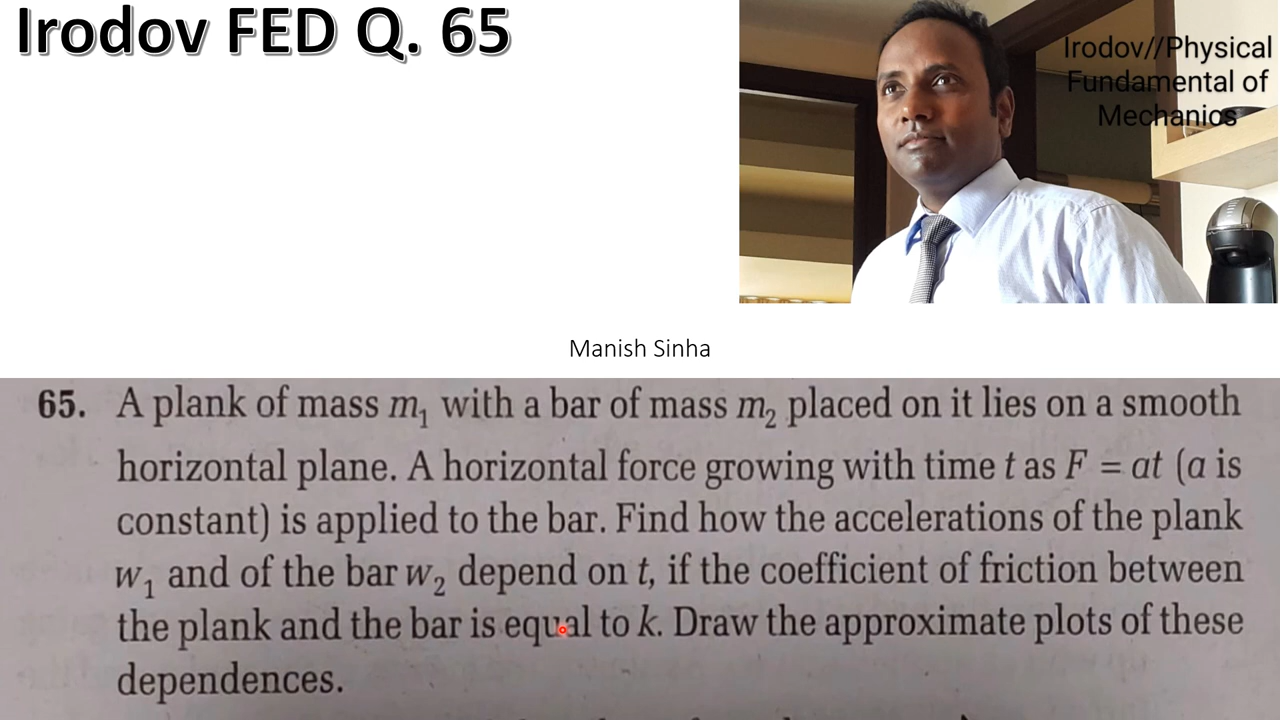 Irodov FED Q. 65
Irodov//Physical
Fundamental of
Mechanics
Manish Sinha
65. A plank of mass m₁ with a bar of mass m₂ placed on it lies on a smooth
horizontal plane. A horizontal force growing with time t as F = at (a is
constant) is applied to the bar. Find how the accelerations of the plank
w₁ and of the bar w₂ depend on t, if the coefficient of friction between
the plank and the bar is equal to k. Draw the approximate plots of these
dependences.